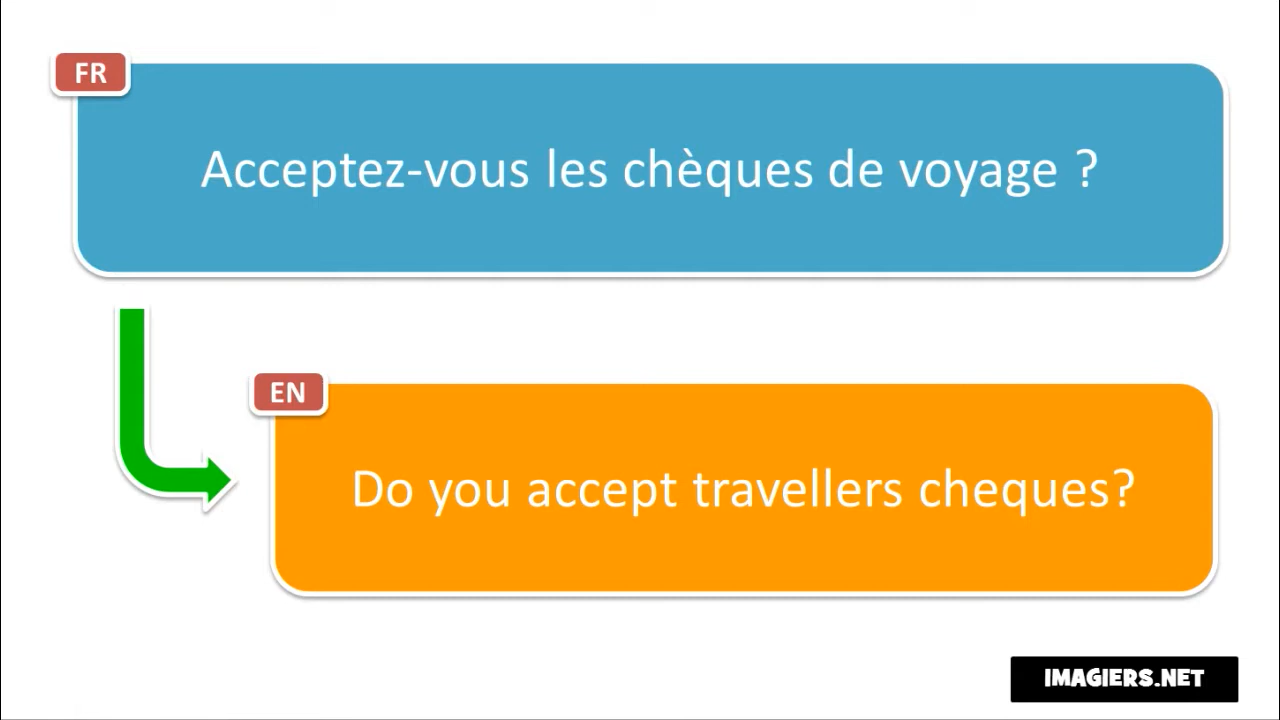 FR
Acceptez-vous les chèques de voyage ?
EN
Do you accept travellers cheques?
IMAGIERS.NET